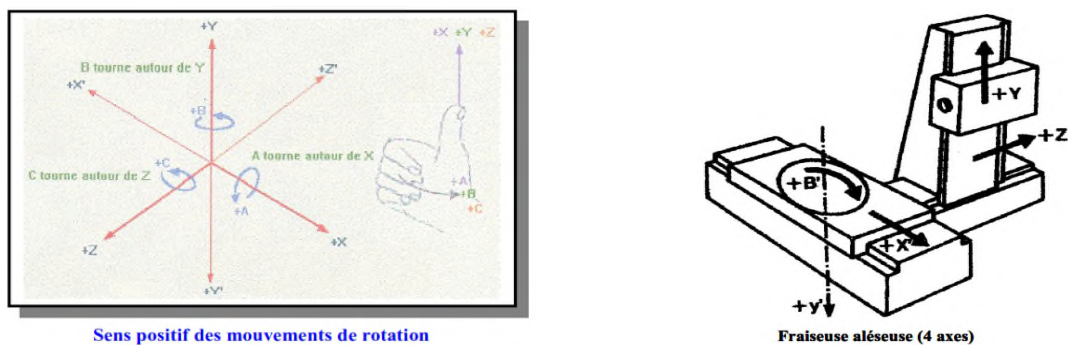 +Y
+X +Y +Z
B tourne autour de Y
+Z'
+X'
+B
+C
A tourne autour de X
C tourne autour de Z
+A
+A
+B
+C
+X
+Z
+Y'
Sens positif des mouvements de rotation
+Y
+Z
+B'
+X'
+y'
Fraiseuse aléseuse (4 axes)